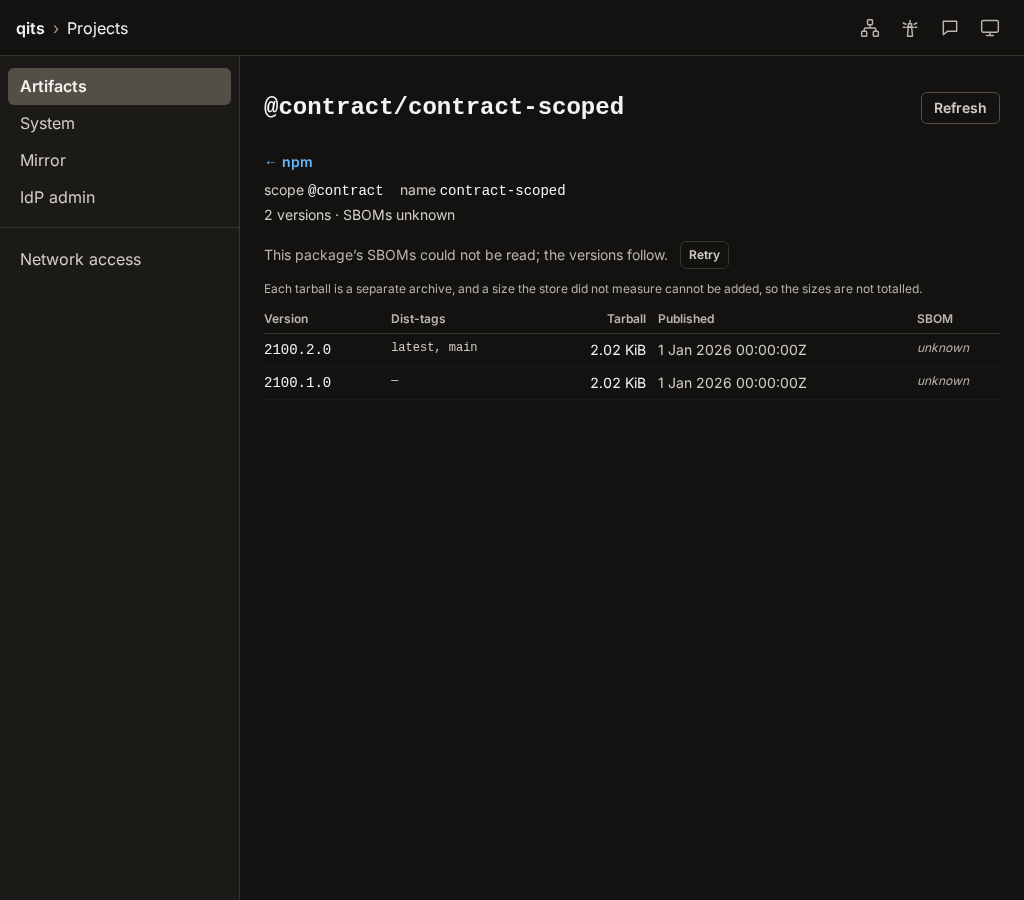 qits › Projects
Artifacts
System
Mirror
IdP admin
Network access
@contract/contract-scoped
Refresh
← npm
scope @contract name contract-scoped
2 versions · SBOMs unknown
This package’s SBOMs could not be read; the versions follow. Retry
Each tarball is a separate archive, and a size the store did not measure cannot be added, so the sizes are not totalled.
Version Dist-tags Tarball Published SBOM
2100.2.0 latest, main 2.02 KiB 1 Jan 2026 00:00:00Z unknown
2100.1.0 — 2.02 KiB 1 Jan 2026 00:00:00Z unknown